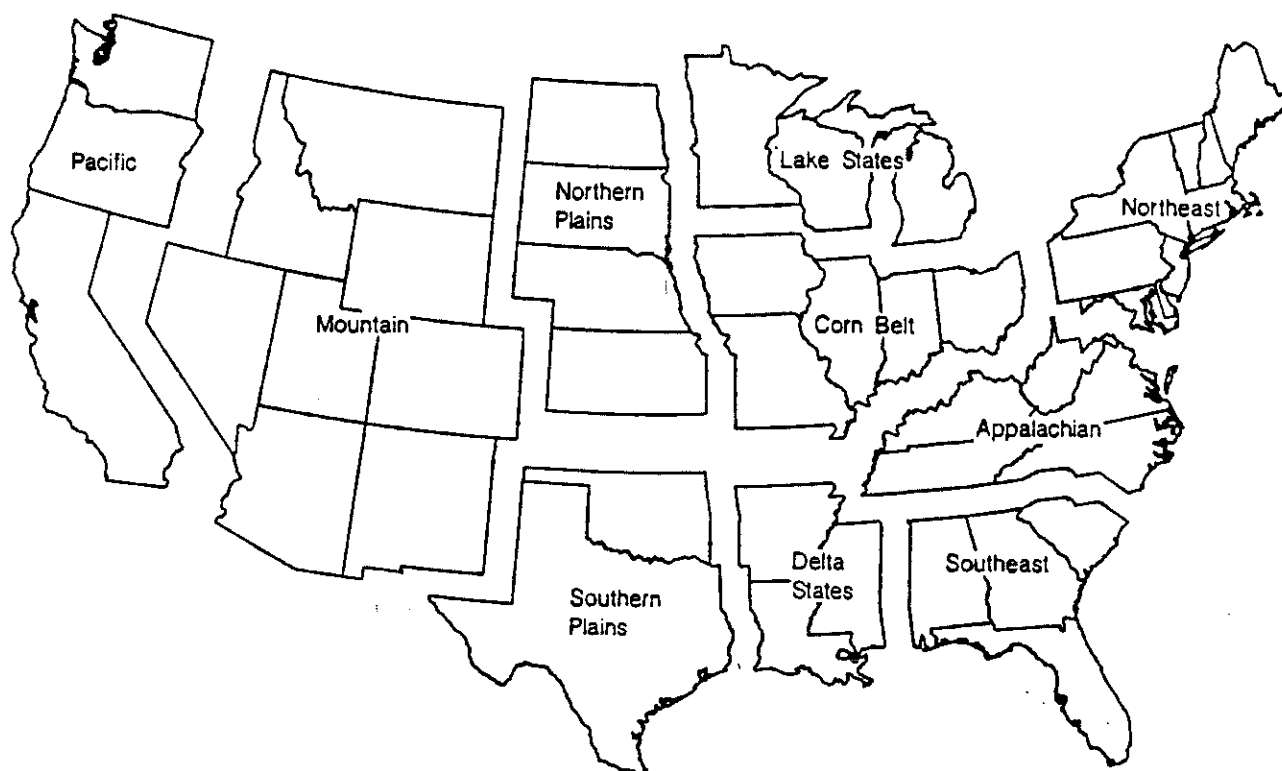 Pacific
Northern
Plains
Lake States
Northeast
Mountain
Corn Belt
Appalachian
Southern
Plains
Delta
States
Southeast